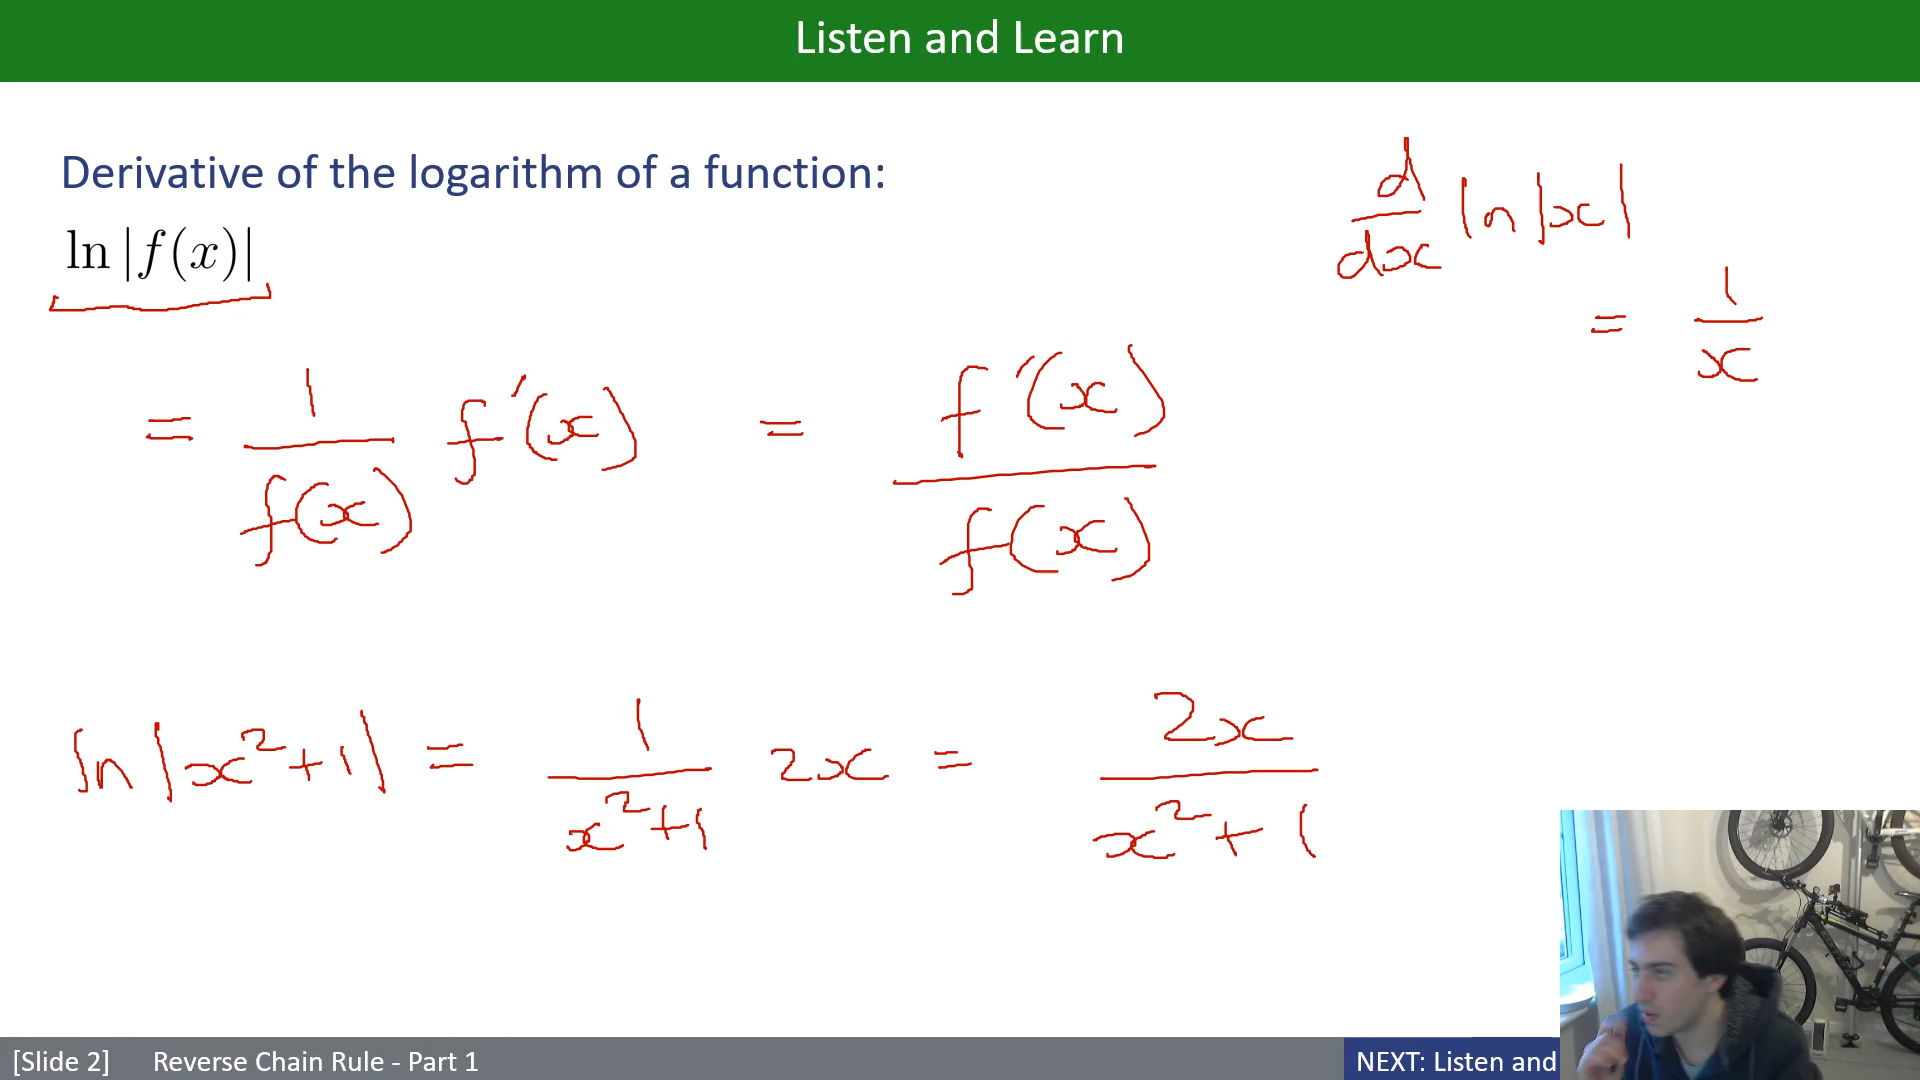 Listen and Learn
Derivative of the logarithm of a function:
ln |f(x)|
d/dx ln |x|
= 1/x
= 1/f(x) f'(x) = f'(x)/f(x)
ln |x²+1| = 1/x²+1 2x = 2x/x²+1
[Slide 2] Reverse Chain Rule - Part 1 NEXT: Listen and